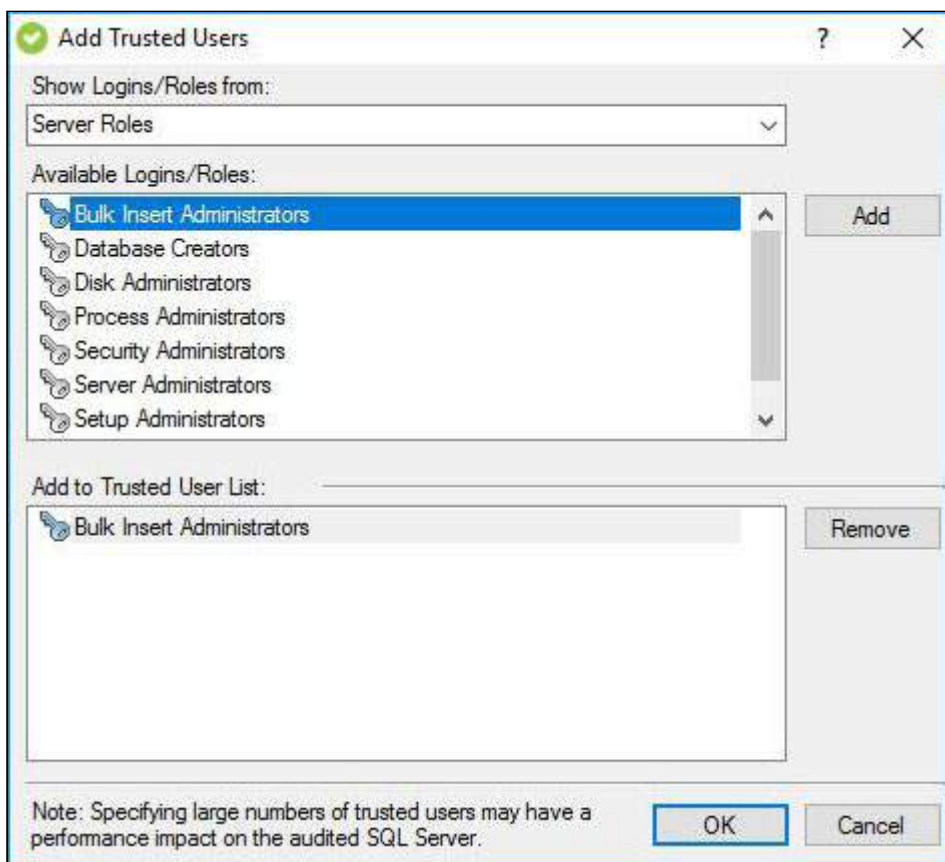 Add Trusted Users
?
Show Logins/Roles from:
Server Roles
Available Logins/Roles:
Bulk Insert Administrators
Add
Database Creators
Disk Administrators
Process Administrators
Security Administrators
Server Administrators
Setup Administrators
Add to Trusted User List:
Bulk Insert Administrators
Remove
Note: Specifying large numbers of trusted users may have a
performance impact on the audited SQL Server.
OK
Cancel